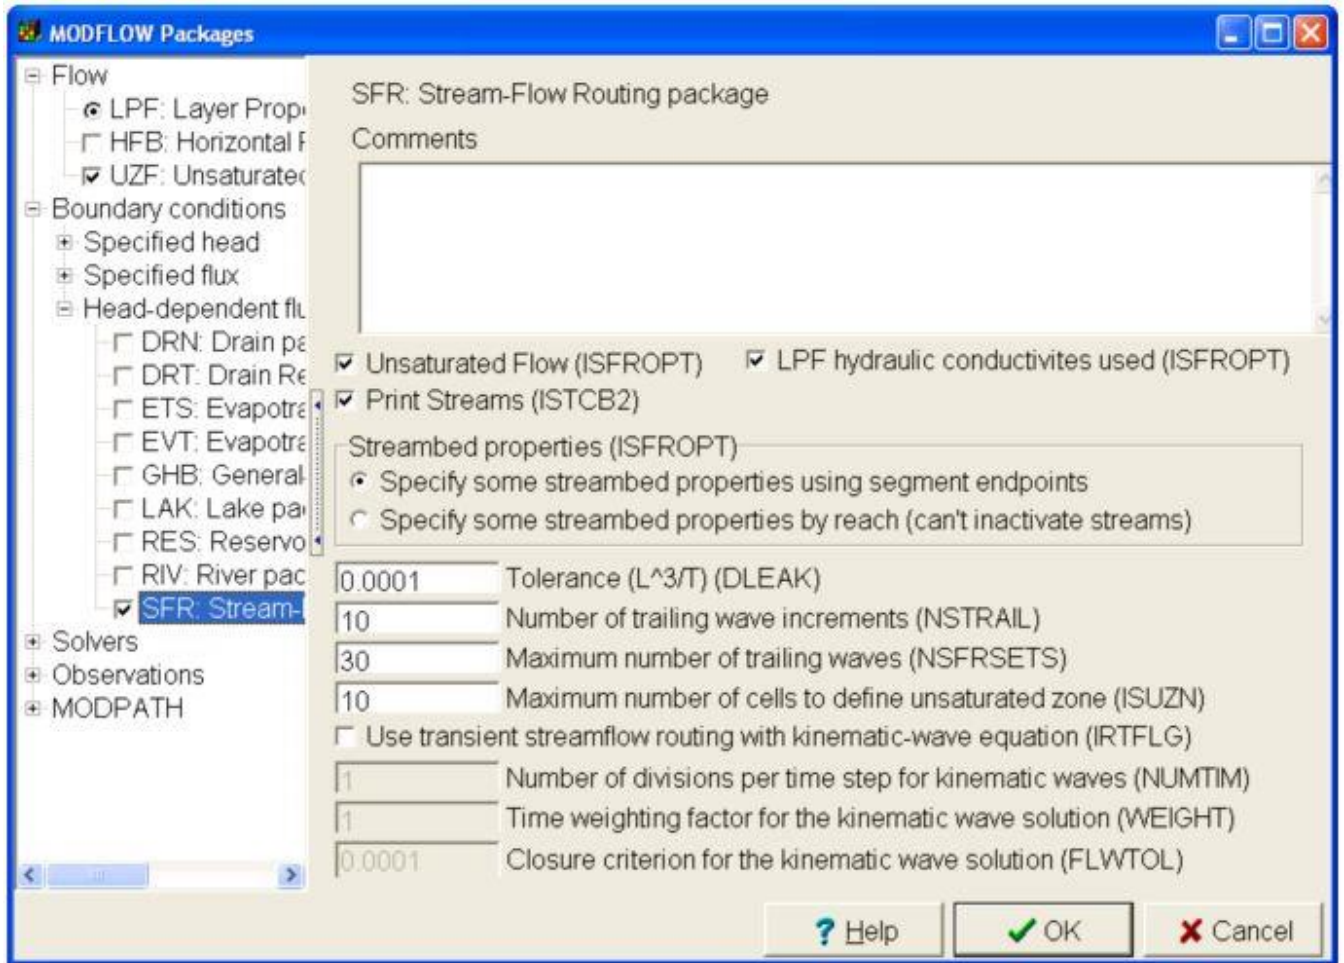 MODFLOW Packages
Flow
LPF: Layer Prop
HFB: Horizontal F
UZF: Unsaturated
Boundary conditions
Specified head
Specified flux
Head-dependent flu
DRN: Drain pa
DRT: Drain Re
ETS: Evapotra
EVT: Evapotra
GHB: General-
LAK: Lake pa
RES: Reservo
RIV: River pac
SFR: Stream-
Solvers
Observations
MODPATH
SFR: Stream-Flow Routing package
Comments
Unsaturated Flow (ISFROPT) LPF hydraulic conductivites used (ISFROPT)
Print Streams (ISTCB2)
Streambed properties (ISFROPT)
Specify some streambed properties using segment endpoints
Specify some streambed properties by reach (can't inactivate streams)
0.0001 Tolerance (L^3/T) (DLEAK)
10 Number of trailing wave increments (NSTRAIL)
30 Maximum number of trailing waves (NSFRSETS)
10 Maximum number of cells to define unsaturated zone (ISUZN)
Use transient streamflow routing with kinematic-wave equation (IRTFLG)
1 Number of divisions per time step for kinematic waves (NUMTIM)
1 Time weighting factor for the kinematic wave solution (WEIGHT)
0.0001 Closure criterion for the kinematic wave solution (FLWTOL)
? Help OK Cancel